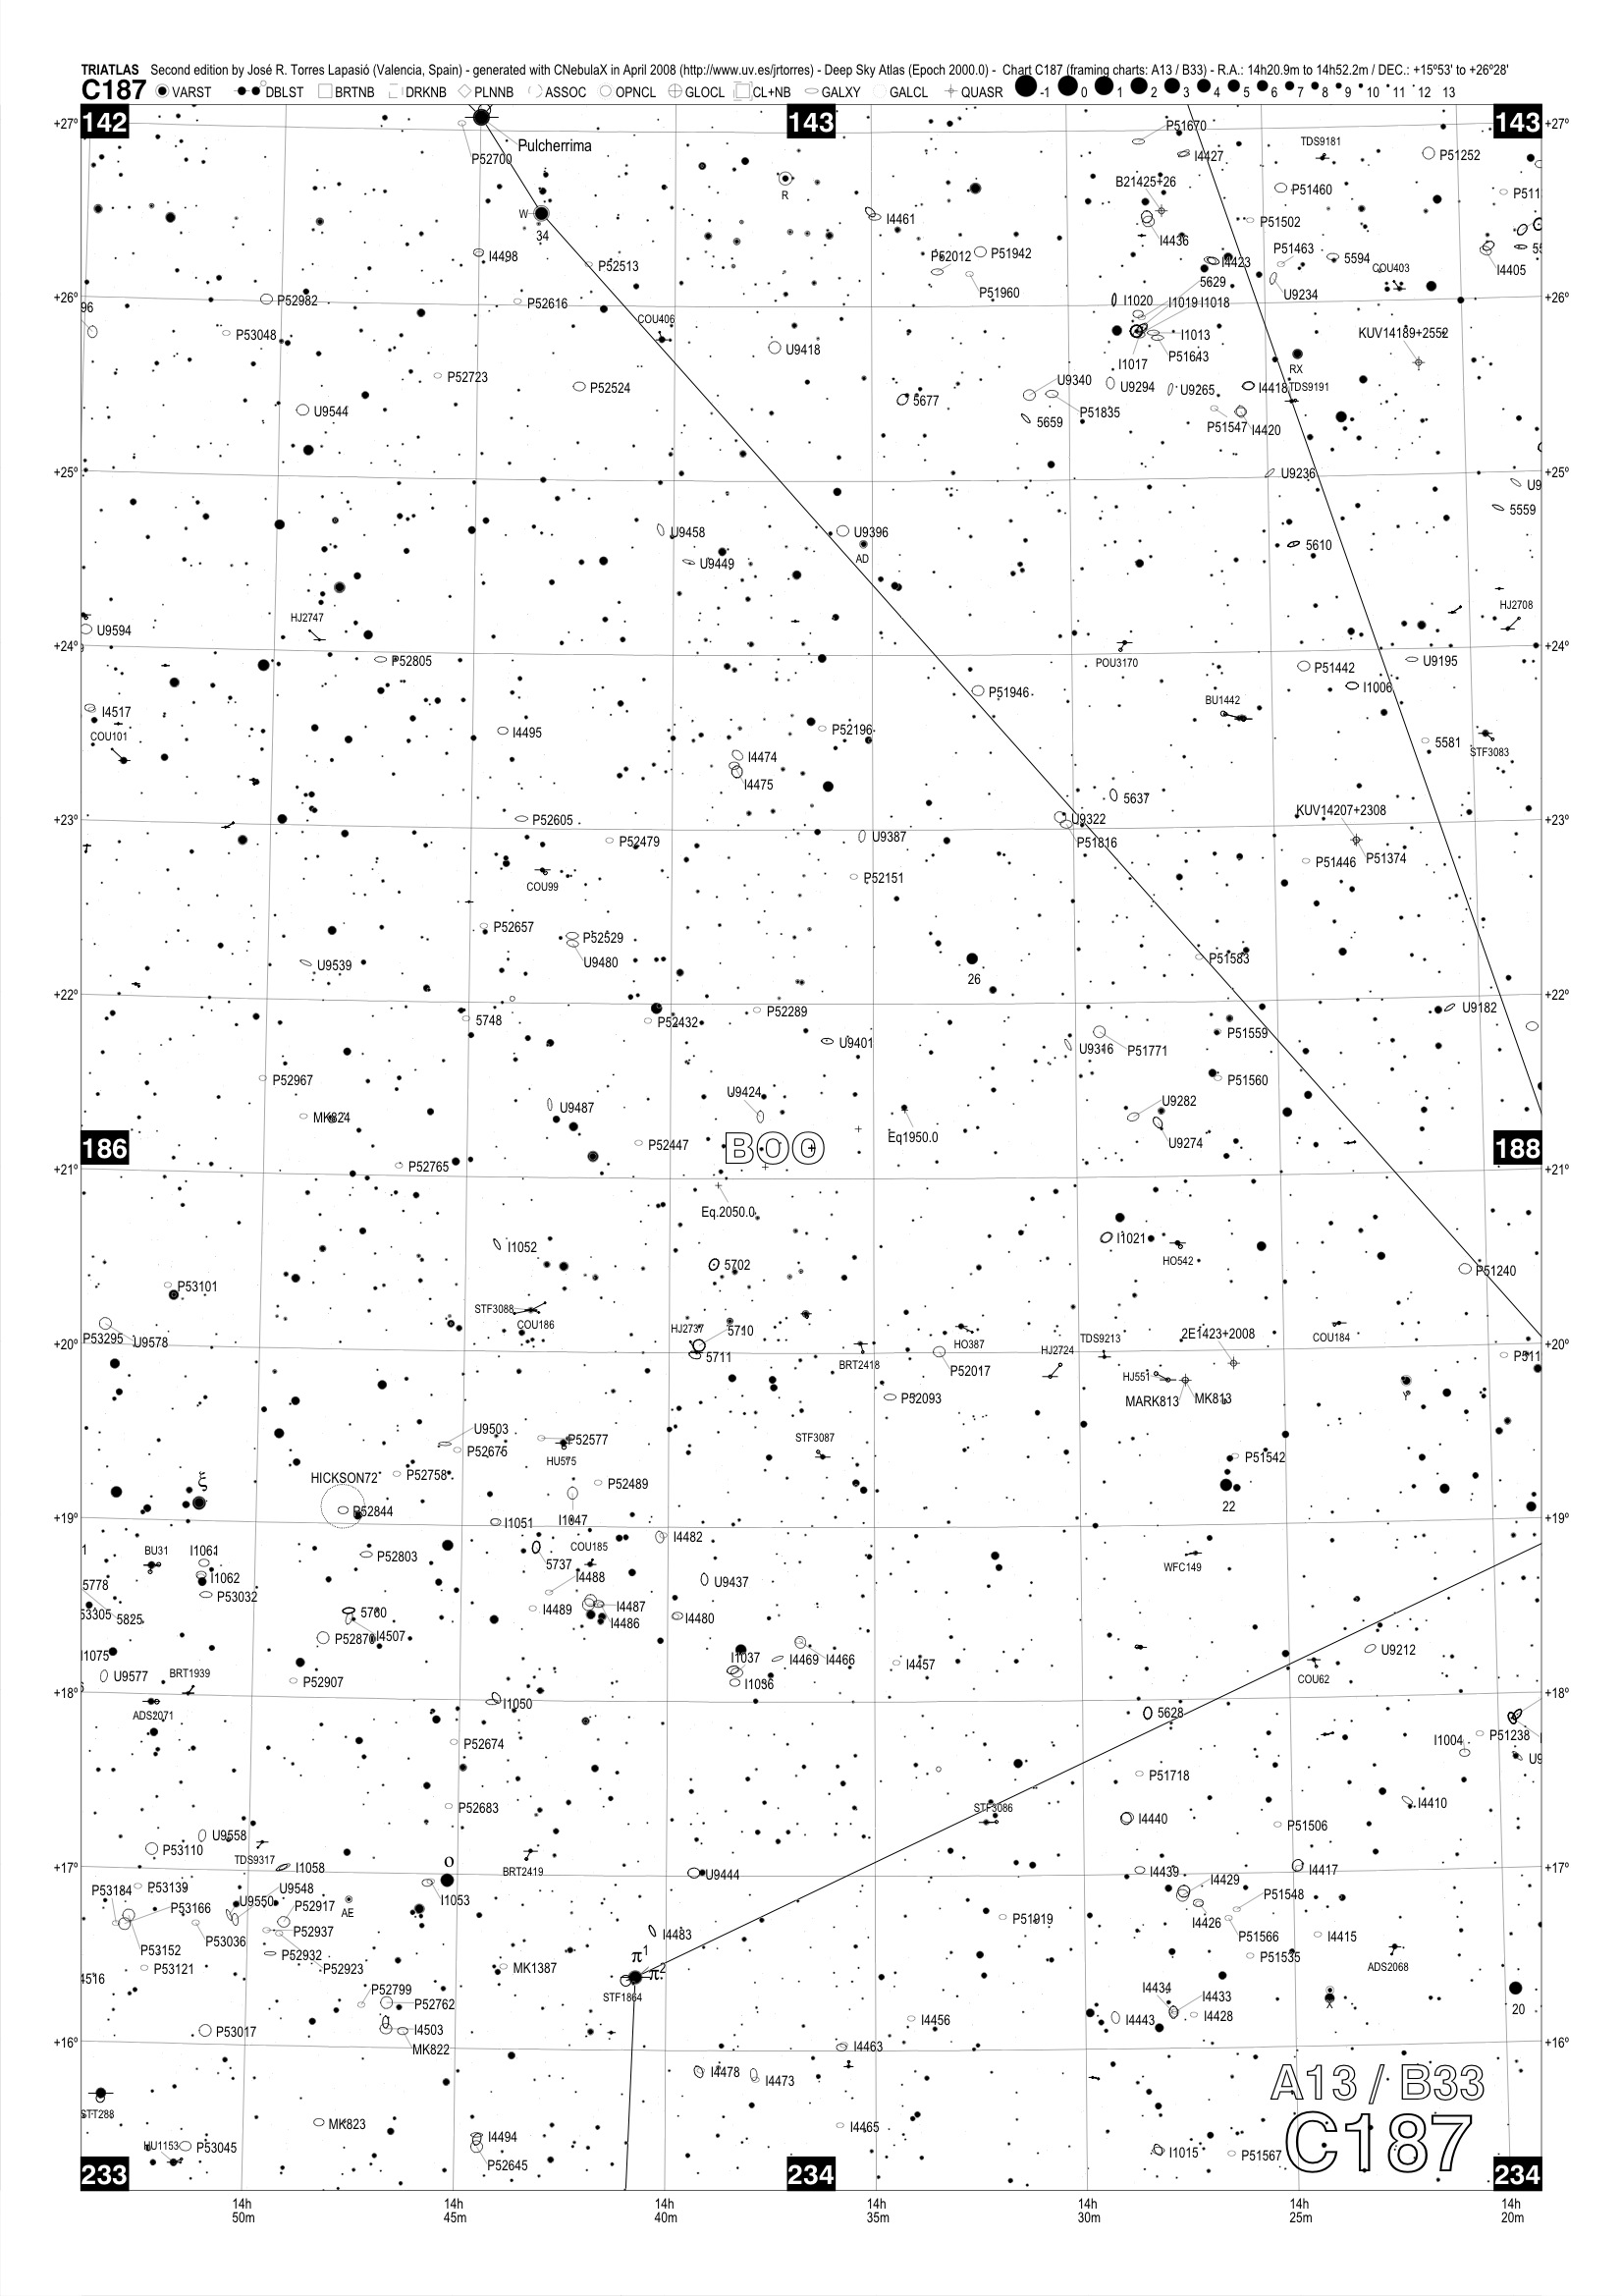 TRIATLAS Second edition by José R. Torres Lapasió (Valencia, Spain) - generated with CNebulaX in April 2008 (http://www.uv.es/jrtorres) - Deep Sky Atlas (Epoch 2000.0) - Chart C187 (framing charts: A13 / B33) - R.A.: 14h20.9m to 14h52.2m / DEC.: +15°53' to +26°28'
C187 VARST DBLST BRTNB DRKNB PLNNB ASSOC OPNCL GLOCL CL+NB GALXY GALCL QUASR -1 0 1 2 3 4 5 6 7 8 9 10 11 12 13
142 143 143
+27° P51670 +27°
Pulcherrima TDS9181
P52700 I4427 P51252
B21425+26
R P51460 P511
W 34 I4461 P51502
I4436
I4498 P52012 P51942 P51463 5594
P52513 I4423 COU403 I4405
P51960 5629 U9234
+26° P52982 P52616 I1020 I1019 I1018 +26°
96 COU406
P53048 U9418 I1013 KUV14189+2552
P51643
I1017 RX
P52723 P52524 U9340 U9294 U9265 I4418 TDS9191
U9544 5677 P51835
5659 P51547 I4420
+25° U9236 +25°
U9
5559
U9458 U9396
AD 5610
U9449
HJ2747 HJ2708
U9594
+24° P52805 POU3170 U9195 +24°
P51442
P51946 I1006
I4517 BU1442
COU101 I4495 P52196 5581
STF3083
I4474
I4475
5637
KUV14207+2308
+23° P52605 U9322 +23°
P52479 U9387 P51816
P51446 P51374
COU99 P52151
P52657
P52529
U9539 U9480 P51583
26
+22° +22°
5748 P52432 P52289 U9182
U9401 U9316 P51771 P51559
P52967 P51560
U9424
MK824 U9487 U9282
Eq1950.0
186 P52447 BOO U9274 188
+21° P52765 +21°
Eq.2050.0
I1052 I1021
HO542
5702 P51240
P53101
STF3088
COU186
P53295 U9578 HJ2737 5710 HO387 TDS9213 2E1423+2008 COU184
+20° 5711 BRT2418 HJ2724 P511 +20°
P52017 HJ551
P52093 MARK813 MK813 Y
U9503
P52577 STF3087
P52676
HU575 P51542
HICKSON72 P52758
ξ P52489
P52844 22
+19° I1051 I1047 +19°
I4482
BU31 I1061 COU185
P52803 5737 WFC149
5778 I1062 I4488
P53032 U9437
53305 5825 5760 I4489 I4487
I4486 I4480
I4507
P52870
I1075 I1037 I4466 U9212
U9577 BRT1939 I4469 I4457 COU62
P52907 I1036
+18° I1050 +18°
ADS2071 5628
P52674 I1004 P51238
P51718 U9
P52683 STF3086 I4410
I4440 P51506
U9558
P53110
TDS9317 o BRT2419
+17° I1058 U9444 I4439 I4417 +17°
P53184 P53139 U9548 I1053 I4429
P53166 U9550 P52917 AE P51548
P51919 I4426
P53036 P52937 I4483 P51566 I4415
P53152 P52932 π1 P51535
P53121 P52923 MK1387 π2 ADS2068
4516 STF1864
P52799 I4434
P52762 I4433 X 20
P53017 I4503 I4456 I4443 I4428
+16° MK822 I4463 +16°
I4478 I4473
A13 / B33
STT288
MK823 I4465
I4494 C187
HU1153 P53045 I1015 P51567
P52645
233 234 234
14h 14h 14h 14h 14h 14h 14h
50m 45m 40m 35m 30m 25m 20m